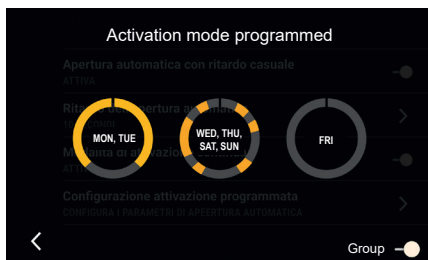 Activation mode programmed
Apertura automatica con ritardo casuale
ATTIVA
MON, TUE
WED, THU,
SAT, SUN
FRI
di
Configurazione attivazione programmata
CONFIGURA I PARAMETRI DI APEERTURA AUTOMATICA
Group